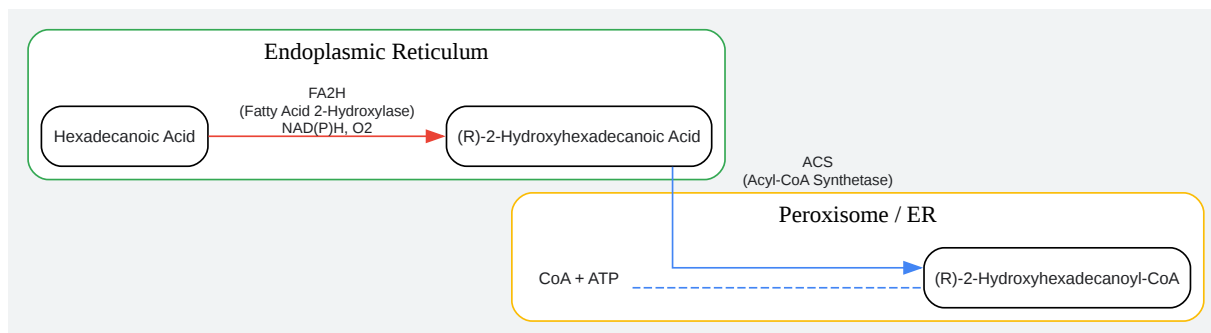 Endoplasmic Reticulum
FA2H
(Fatty Acid 2-Hydroxylase)
NAD(P)H, O2
Hexadecanoic Acid
(R)-2-Hydroxyhexadecanoic Acid
ACS
(Acyl-CoA Synthetase)
Peroxisome / ER
CoA + ATP
(R)-2-Hydroxyhexadecanoyl-CoA